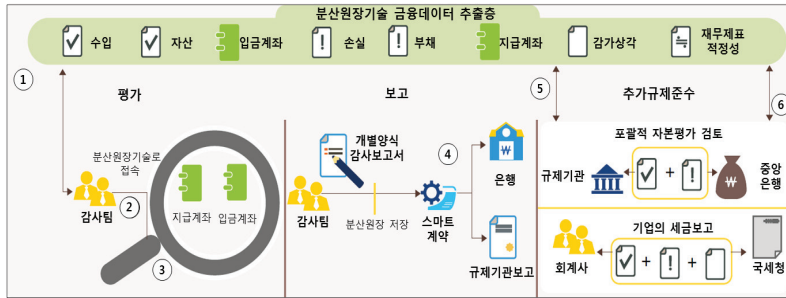 분산원장기술 금융데이터 추출층
수입
자산
입금계좌
손실
부채
지급계좌
감가상각
재무제표
적정성
1
평가
보고
5
추가규제준수
6
분산원장기술로
접속
감사팀
2
지급계좌
입금계좌
3
개별양식
감사보고서
감사팀
분산원장 저장
스마트
계약
4
₩
은행
규제기관보고
포괄적 자본평가 검토
규제기관
+
₩
중앙
은행
기업의 세금보고
회계사
+
+
국세청